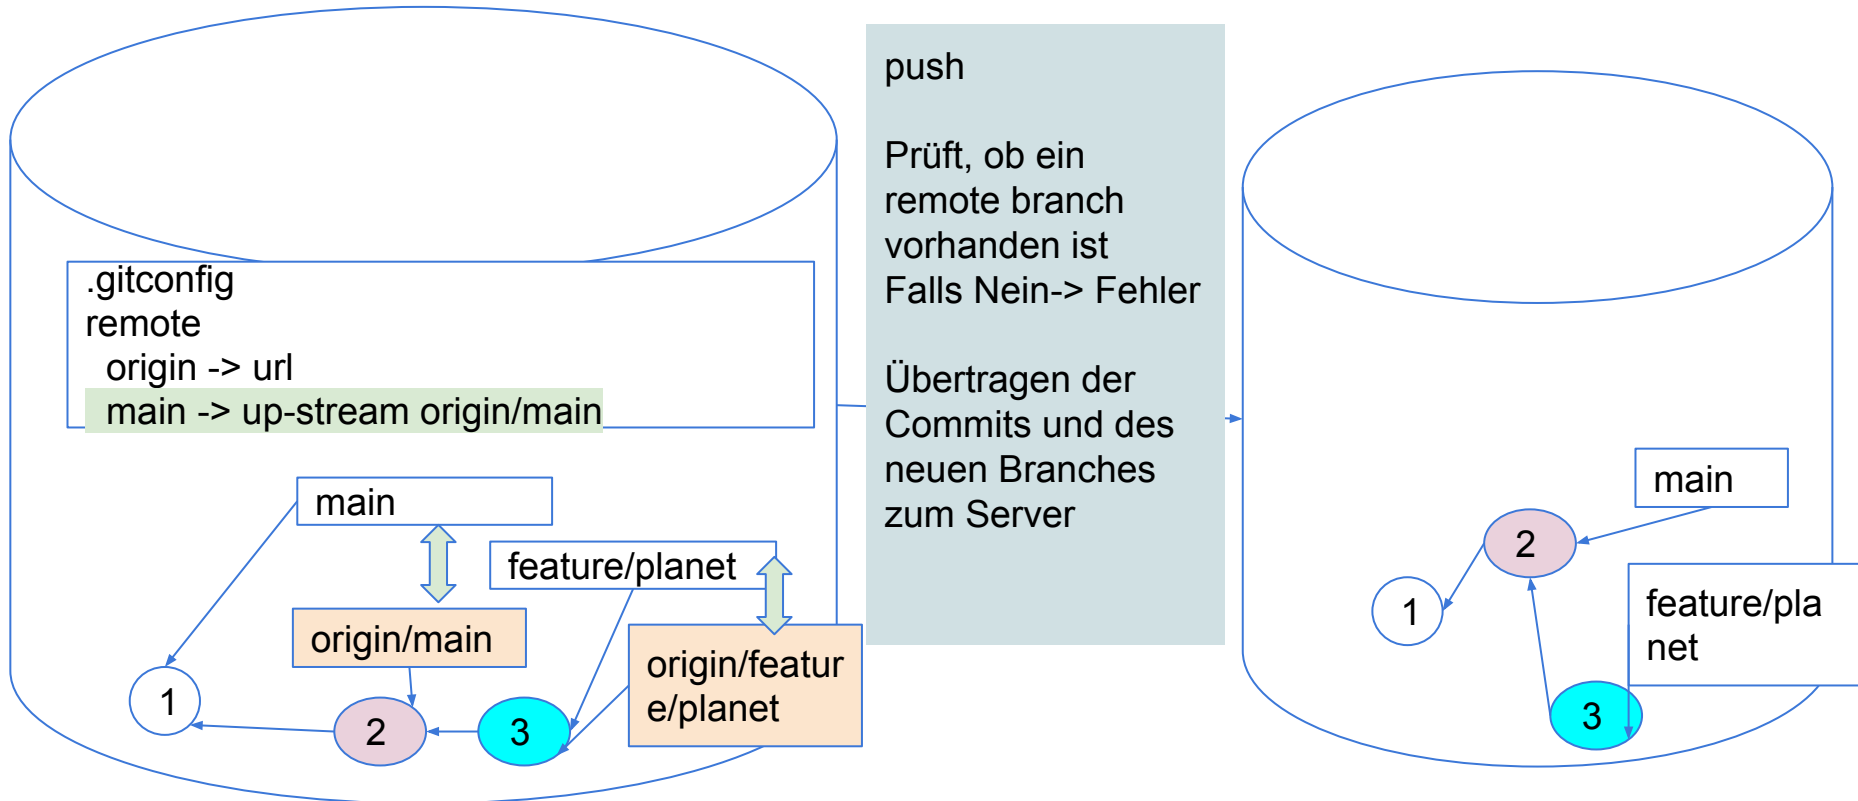 .gitconfig
remote
origin -> url
main -> up-stream origin/main
main
feature/planet
origin/main
origin/featur
e/planet
1
2
3
push
Prüft, ob ein
remote branch
vorhanden ist
Falls Nein-> Fehler
Übertragen der
Commits und des
neuen Branches
zum Server
main
2
1
feature/pla
net
3